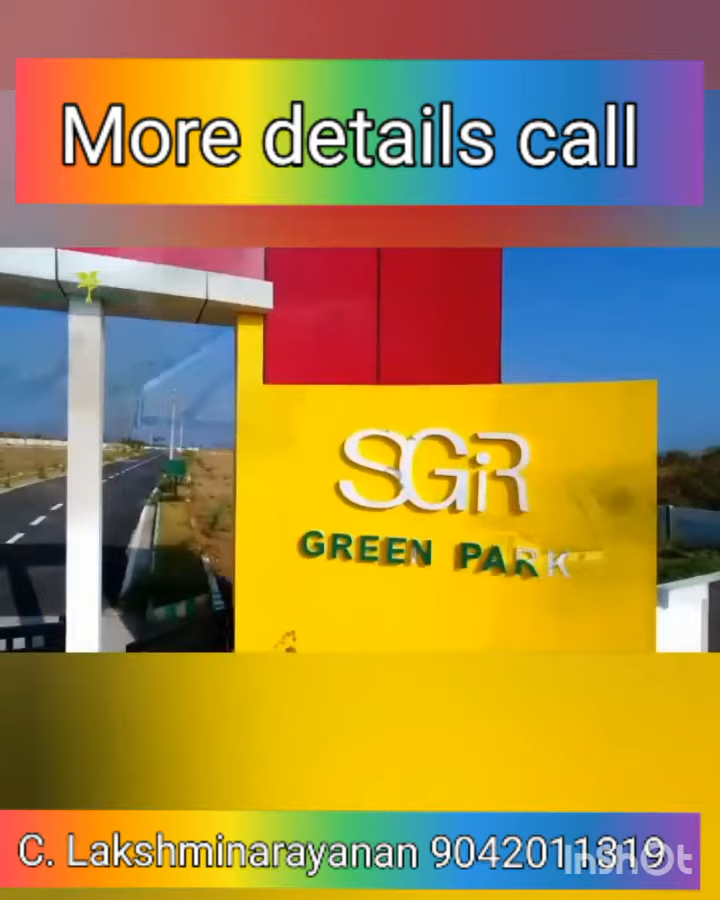 More details call
SGR
GREEN PARK
C. Lakshminarayanan 9042011319
InShOt